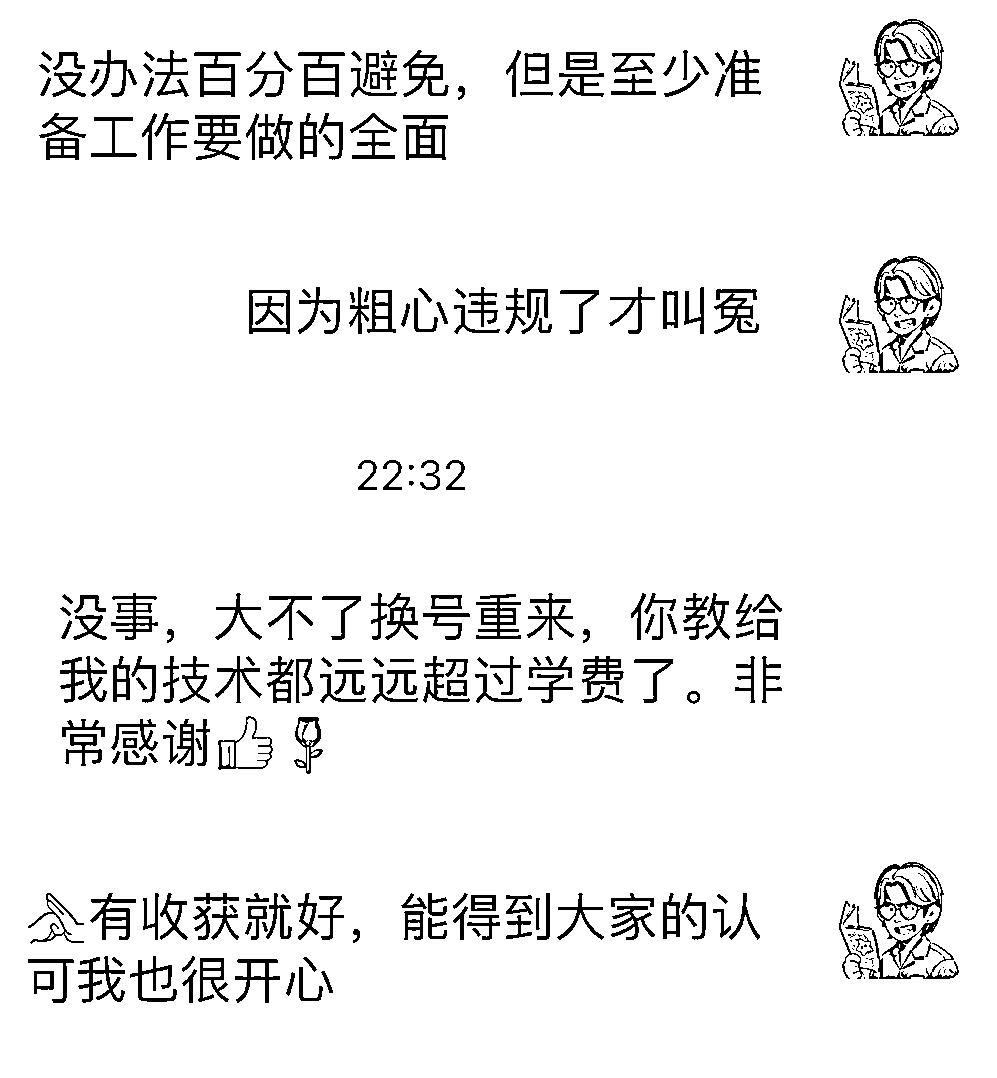 没办法百分百避免，但是至少准
备工作要做的全面
因为粗心违规了才叫冤
22:32
没事，大不了换号重来，你教给
我的技术都远远超过学费了。非
常感谢👍🌹
🙏有收获就好，能得到大家的认
可我也很开心